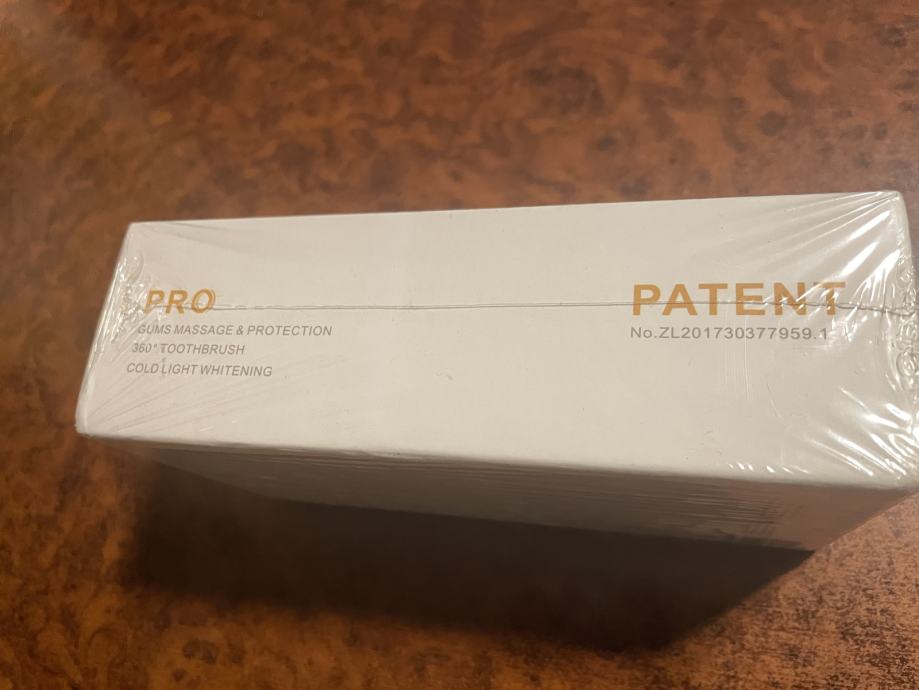 PRO
GUMS MASSAGE & PROTECTION
360° TOOTHBRUSH
COLD LIGHT WHITENING
PATENT
No.ZL201730377959.1